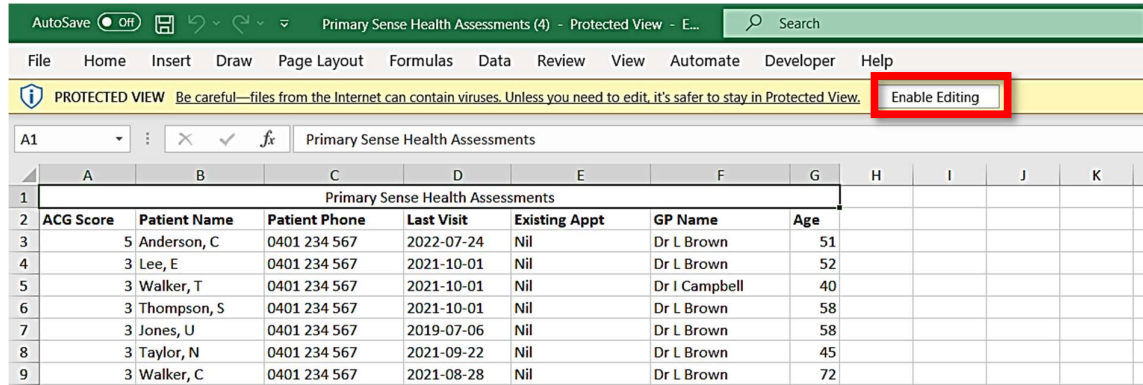 AutoSave Off Primary Sense Health Assessments (4) - Protected View - E... Search
File Home Insert Draw Page Layout Formulas Data Review View Automate Developer Help
PROTECTED VIEW Be careful—files from the Internet can contain viruses. Unless you need to edit, it's safer to stay in Protected View. Enable Editing
A1 fx Primary Sense Health Assessments
A B C D E F G H I J K
1 Primary Sense Health Assessments
2 ACG Score Patient Name Patient Phone Last Visit Existing Appt GP Name Age
3 5 Anderson, C 0401 234 567 2022-07-24 Nil Dr L Brown 51
4 3 Lee, E 0401 234 567 2021-10-01 Nil Dr L Brown 52
5 3 Walker, T 0401 234 567 2021-10-01 Nil Dr I Campbell 40
6 3 Thompson, S 0401 234 567 2021-10-01 Nil Dr L Brown 58
7 3 Jones, U 0401 234 567 2019-07-06 Nil Dr L Brown 58
8 3 Taylor, N 0401 234 567 2021-09-22 Nil Dr L Brown 45
9 3 Walker, C 0401 234 567 2021-08-28 Nil Dr L Brown 72